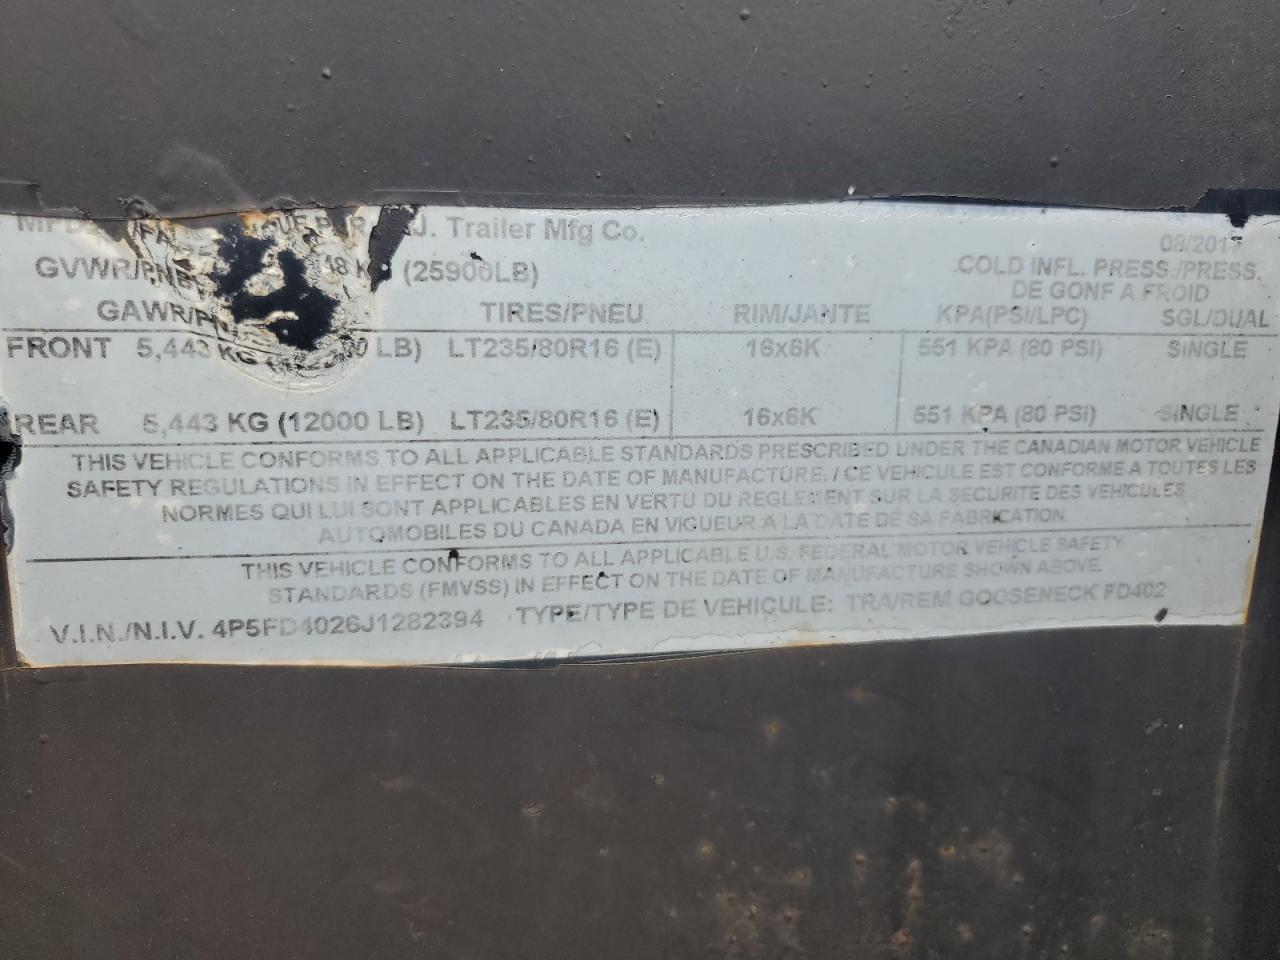 J. Trailer Mfg Co.
08/201
GVWR/PNB 48 K (25900LB)
COLD INFL. PRESS./PRESS.
DE GONF A FROID
GAWR/PN TIRES/PNEU RIM/JANTE KPA(PSI/LPC) SGL/DUAL
FRONT 5,443 KG LB) LT235/80R16 (E) 16x6K 551 KPA (80 PSI) SINGLE
REAR 5,443 KG (12000 LB) LT235/80R16 (E) 16x6K 551 KPA (80 PSI) SINGLE
THIS VEHICLE CONFORMS TO ALL APPLICABLE STANDARDS PRESCRIBED UNDER THE CANADIAN MOTOR VEHICLE
SAFETY REGULATIONS IN EFFECT ON THE DATE OF MANUFACTURE. / CE VEHICULE EST CONFORME A TOUTES LES
NORMES QUI LUI SONT APPLICABLES EN VERTU DU REGLEMENT SUR LA SECURITE DES VEHICULES
AUTOMOBILES DU CANADA EN VIGUEUR A LA DATE DE SA FABRICATION.
THIS VEHICLE CONFORMS TO ALL APPLICABLE U.S. FEDERAL MOTOR VEHICLE SAFETY
STANDARDS (FMVSS) IN EFFECT ON THE DATE OF MANUFACTURE SHOWN ABOVE.
V.I.N./N.I.V. 4P5FD4026J1282394 TYPE/TYPE DE VEHICULE: TRA/REM GOOSENECK FD402